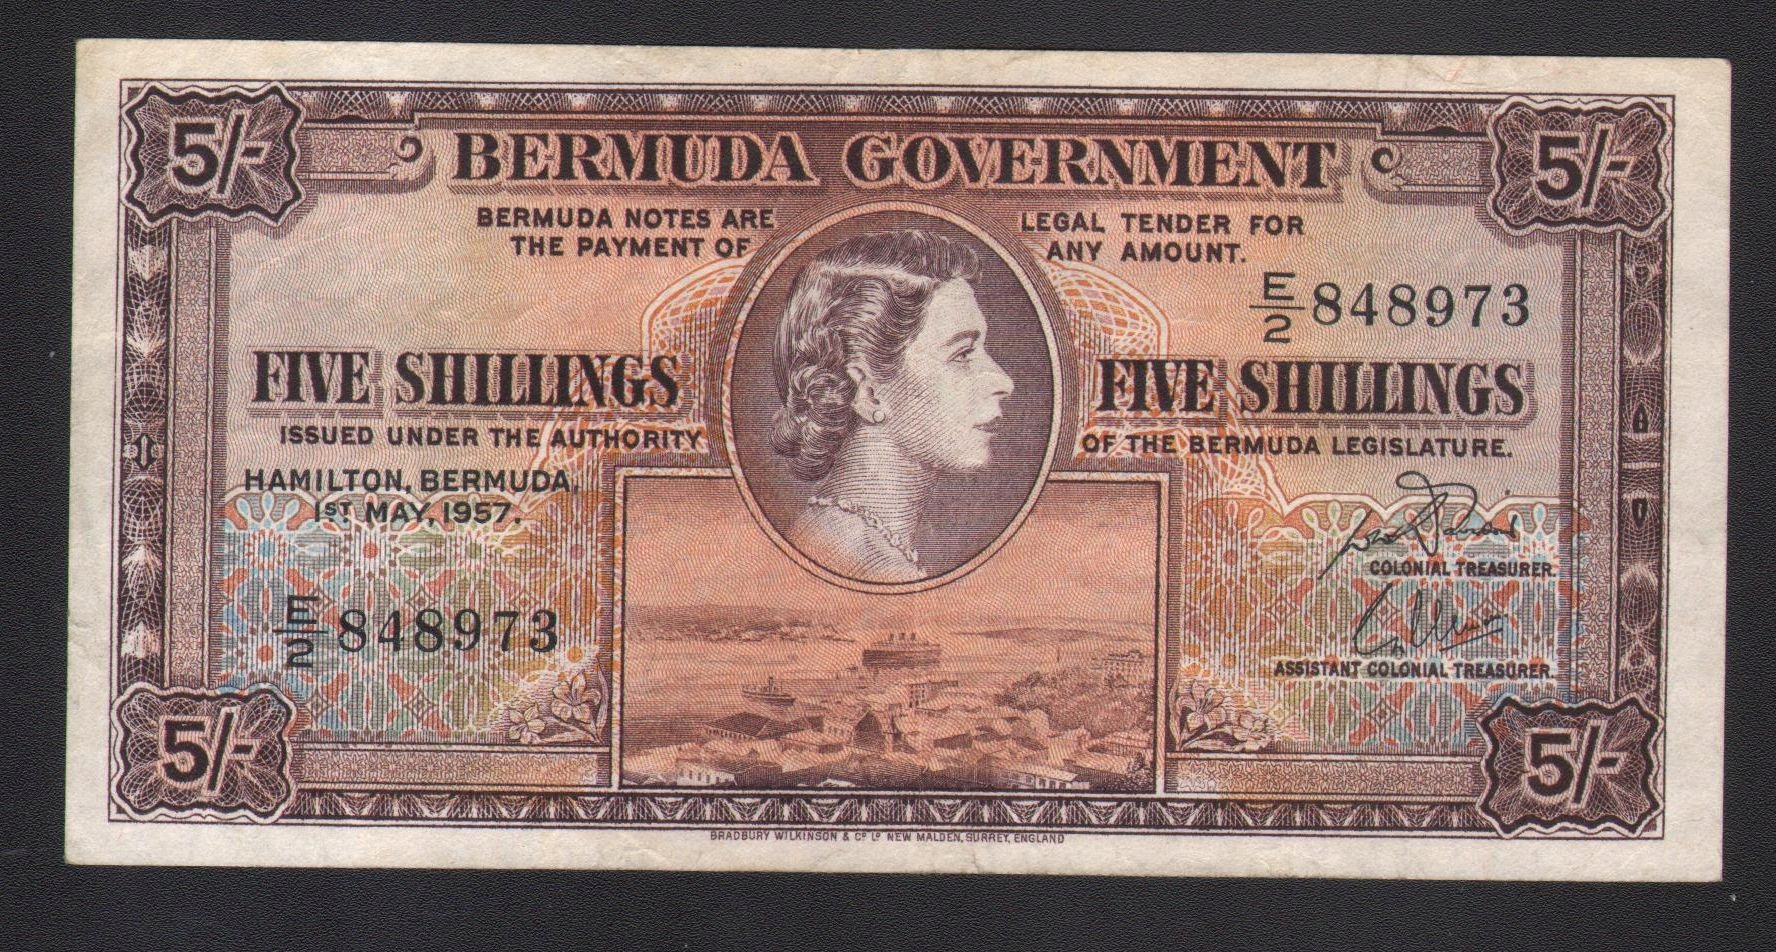 5/- 5/-
BERMUDA GOVERNMENT
BERMUDA NOTES ARE LEGAL TENDER FOR
THE PAYMENT OF ANY AMOUNT.
E/2 848973
FIVE SHILLINGS FIVE SHILLINGS
ISSUED UNDER THE AUTHORITY OF THE BERMUDA LEGISLATURE.
HAMILTON, BERMUDA,
1ST. MAY, 1957.
COLONIAL TREASURER.
E/2 848973
ASSISTANT COLONIAL TREASURER.
5/- 5/-
BRADBURY WILKINSON & Co. Ld. NEW MALDEN, SURREY, ENGLAND